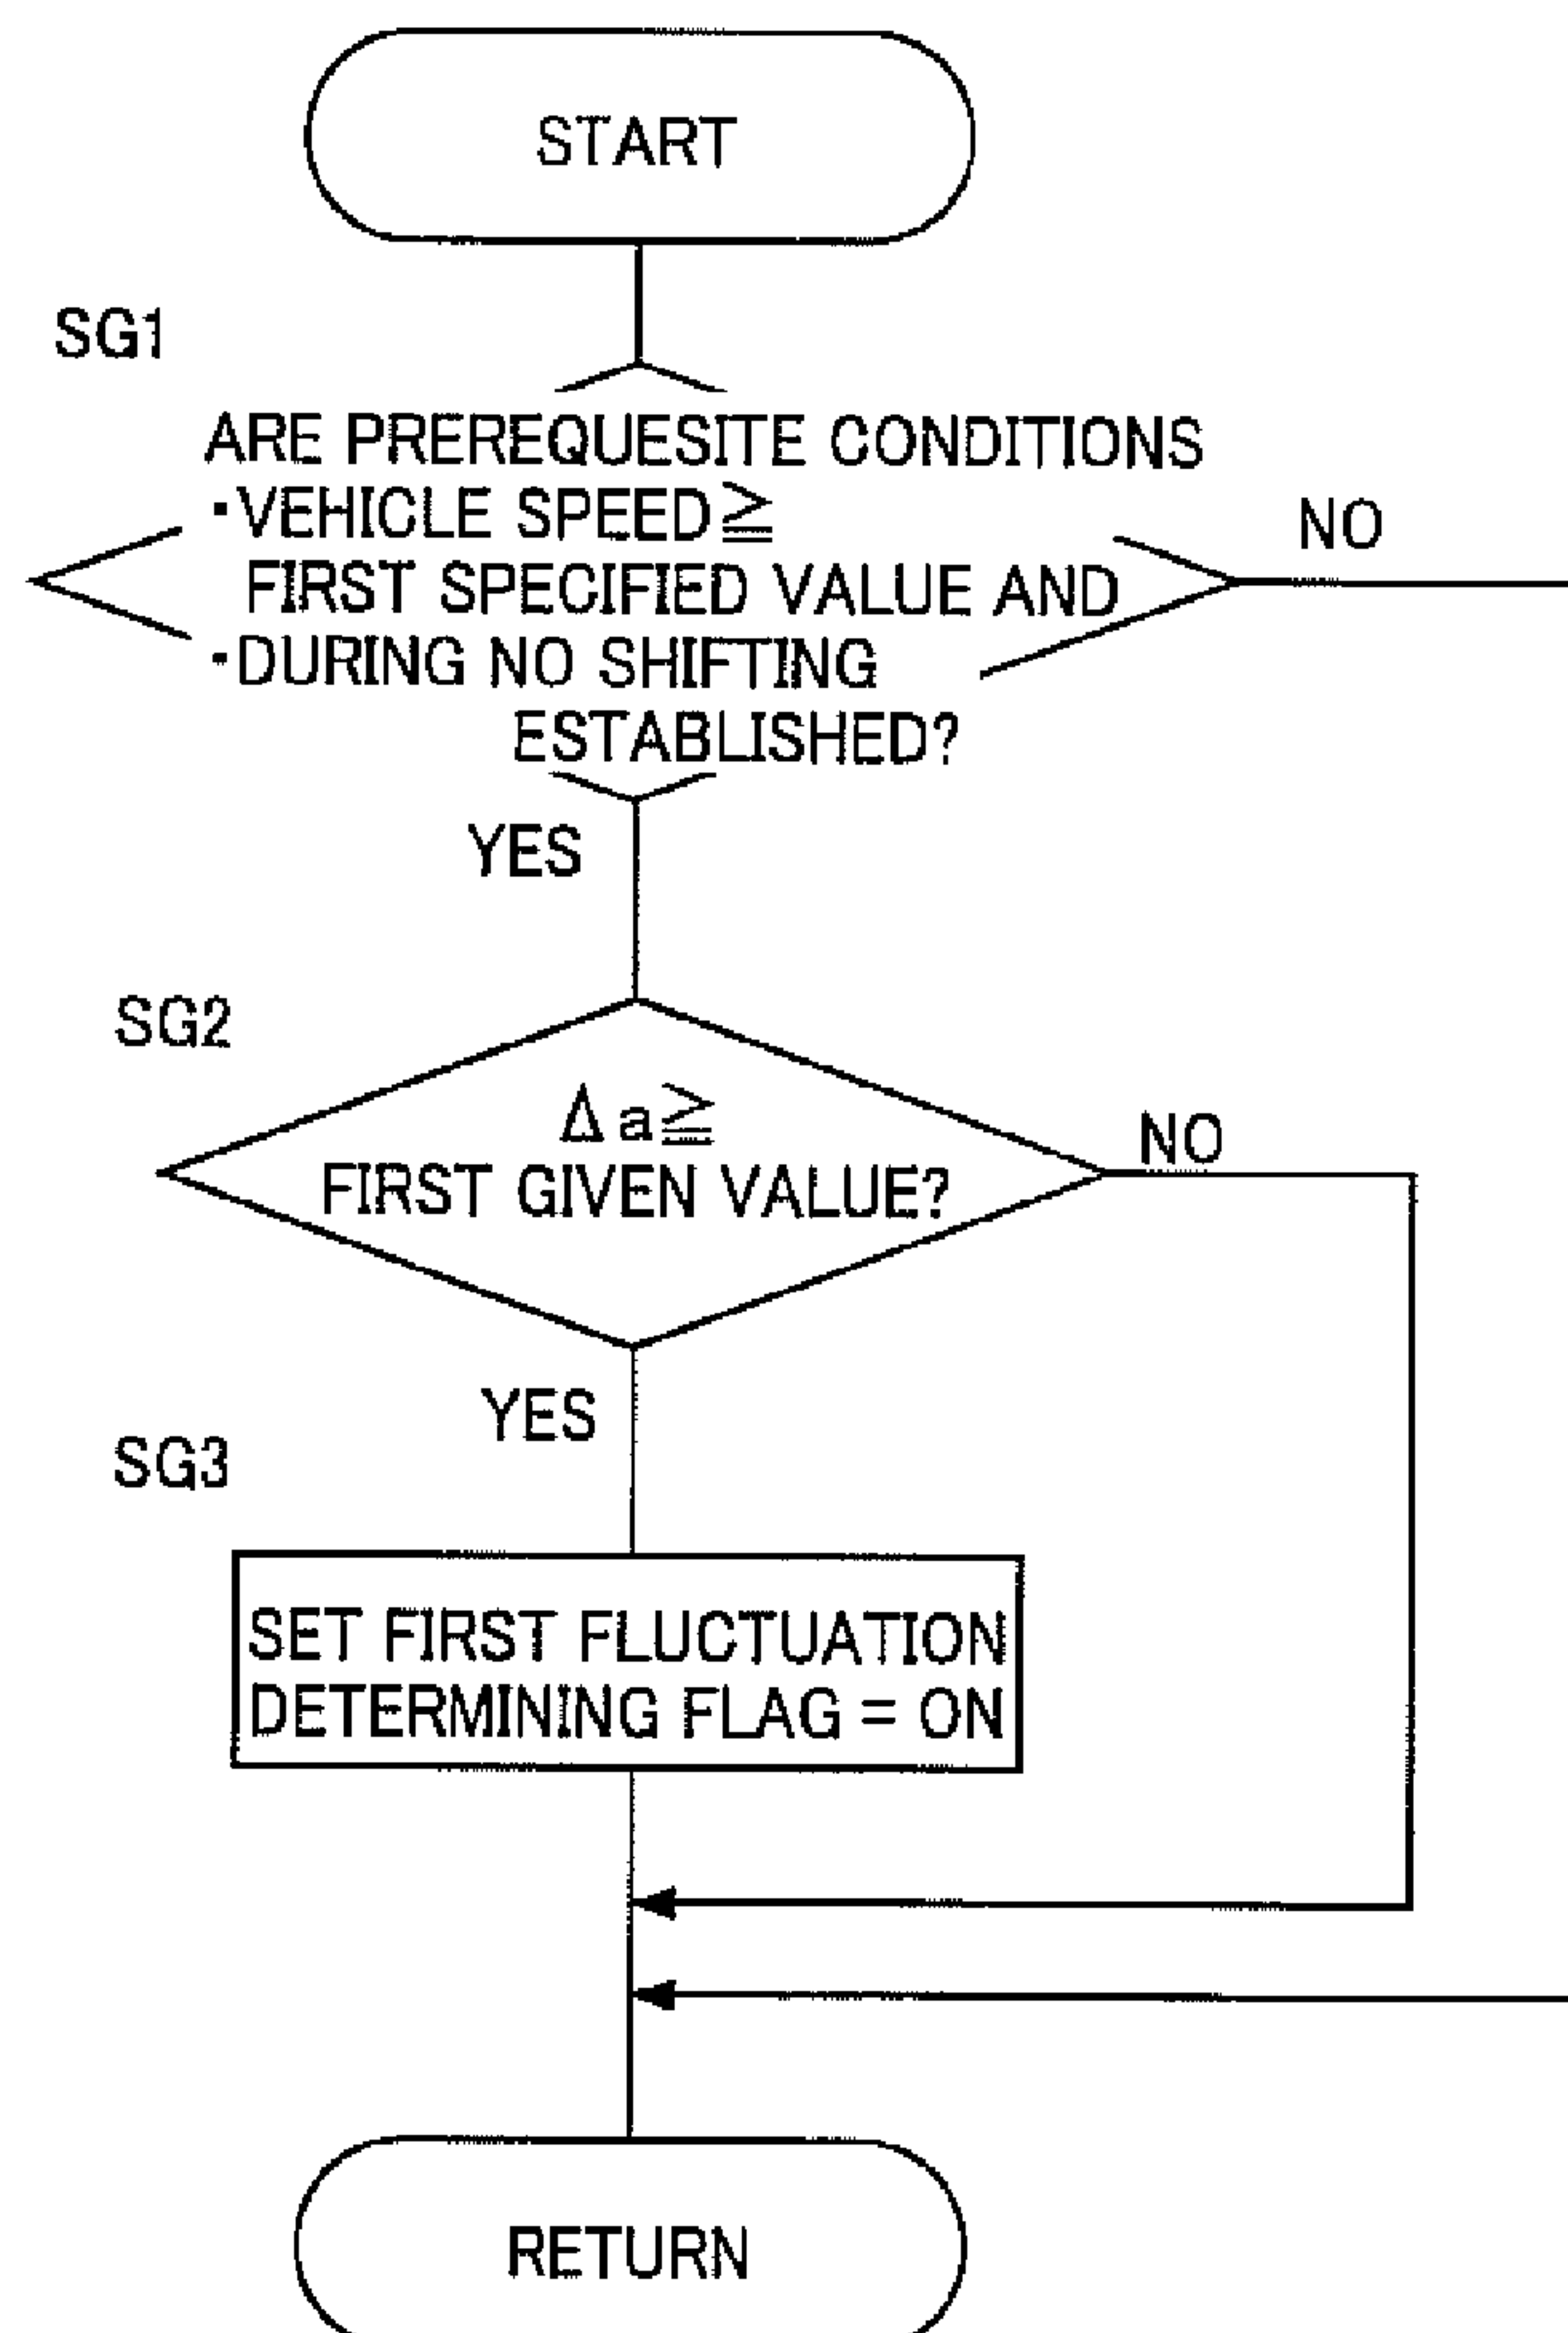 START
SG1
ARE PREREQUESITE CONDITIONS
・VEHICLE SPEED≧
FIRST SPECIFIED VALUE AND
・DURING NO SHIFTING
ESTABLISHED?
NO
YES
SG2
Δa≧
FIRST GIVEN VALUE?
NO
YES
SG3
SET FIRST FLUCTUATION
DETERMINING FLAG = ON
RETURN